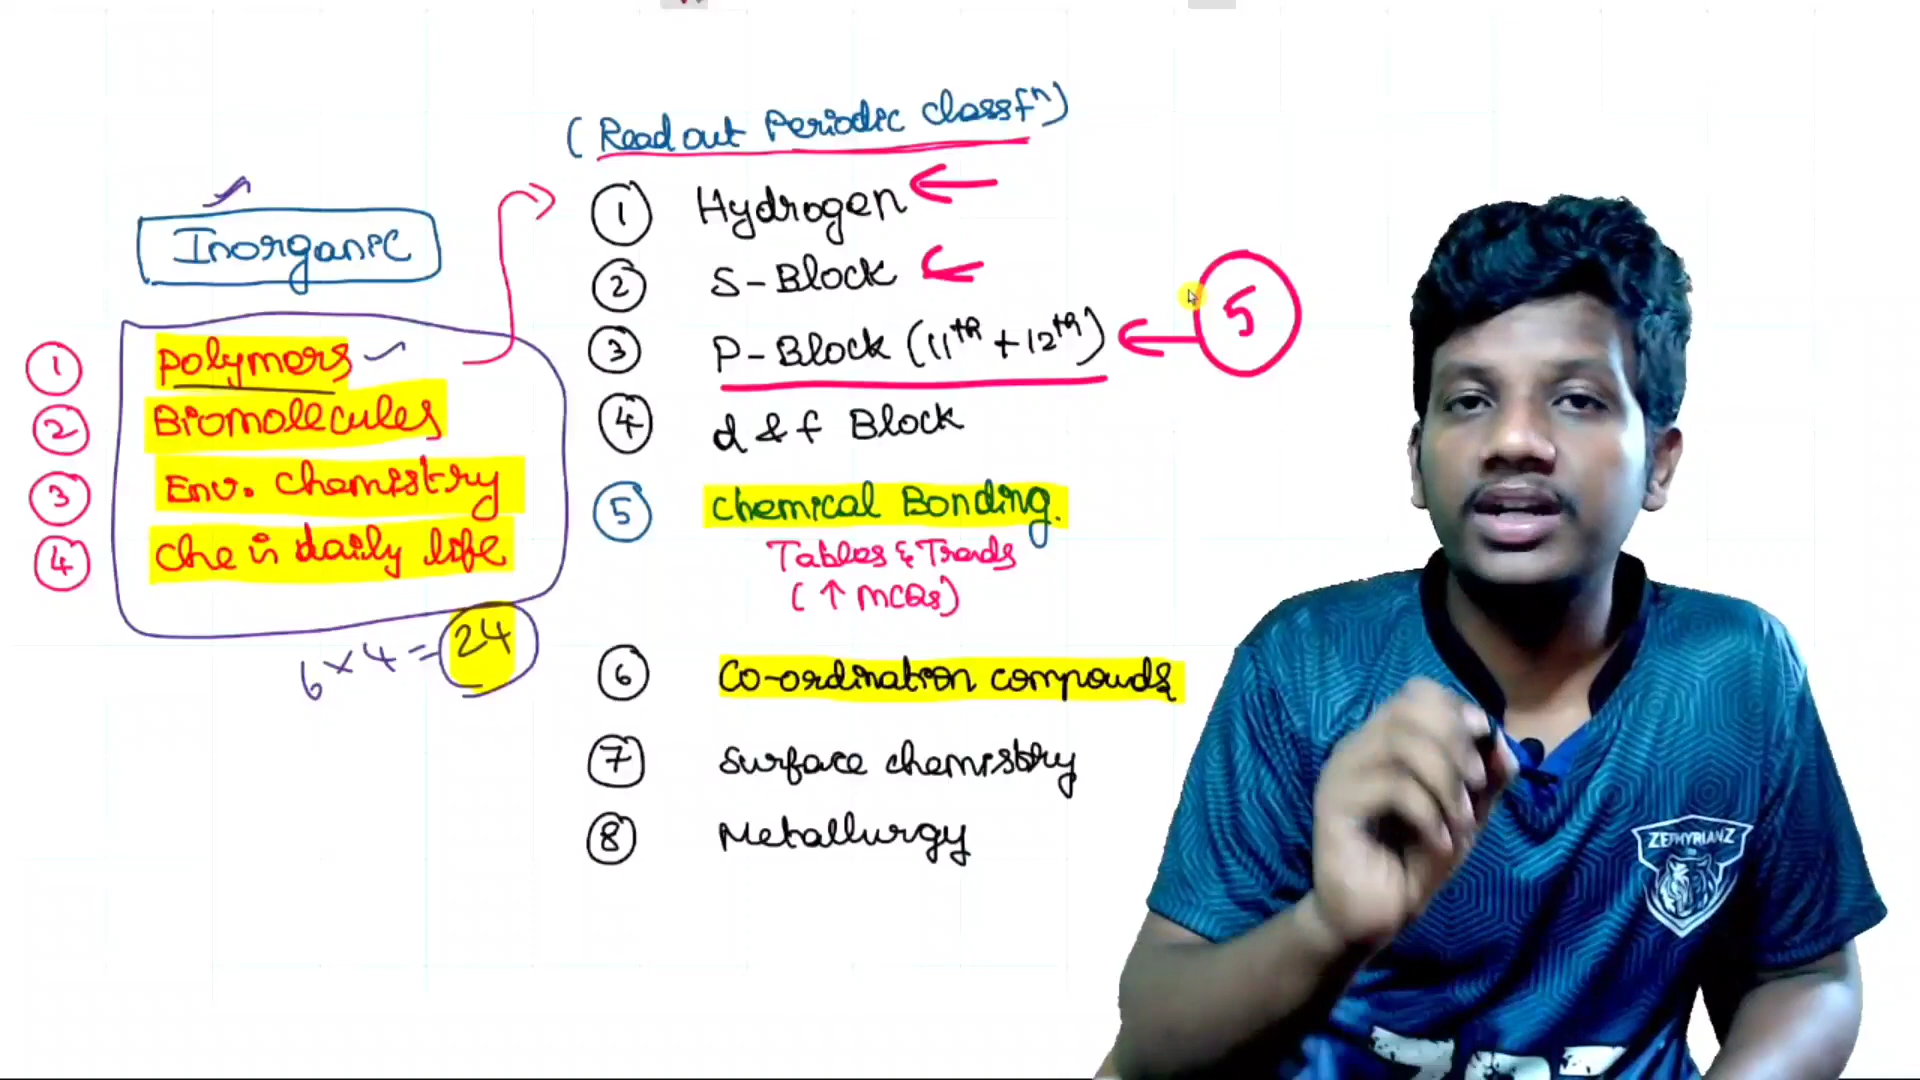 Inorganic
① Polymers
② Biomolecules
③ Env. chemistry
④ Che in daily life
6 × 4 = 24
(Read out Periodic classfⁿ)
① Hydrogen
② S-Block
③ P-Block (11th + 12th)
5
④ d & f Block
⑤ Chemical Bonding.
Tables & Trends
(↑ MCQs)
⑥ Co-ordination compounds
⑦ Surface chemistry
⑧ Metallurgy
ZEPHYRIANZ